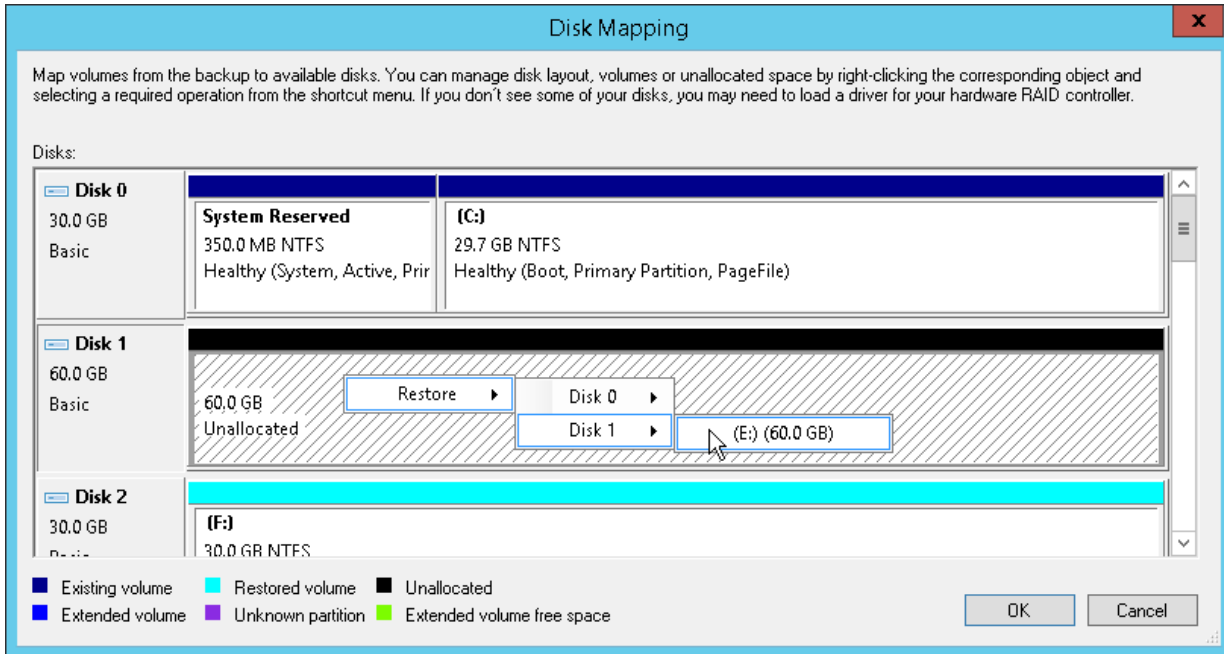 Disk Mapping
x
Map volumes from the backup to available disks. You can manage disk layout, volumes or unallocated space by right-clicking the corresponding object and
selecting a required operation from the shortcut menu. If you don´t see some of your disks, you may need to load a driver for your hardware RAID controller.
Disks:
Disk 0
30.0 GB
Basic
System Reserved
350.0 MB NTFS
Healthy (System, Active, Prir
(C:)
29.7 GB NTFS
Healthy (Boot, Primary Partition, PageFile)
Disk 1
60.0 GB
Basic
60.0 GB
Unallocated
Restore
Disk 0
Disk 1
(E:) (60.0 GB)
Disk 2
30.0 GB
Basic
(F:)
30.0 GB NTFS
Existing volume
Restored volume
Unallocated
Extended volume
Unknown partition
Extended volume free space
OK
Cancel